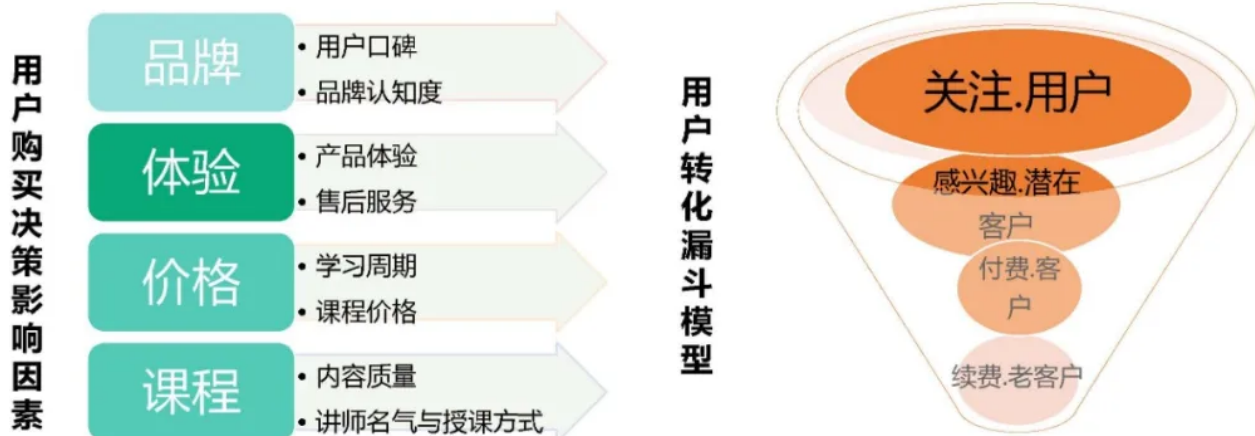 用户购买决策影响因素
品牌
• 用户口碑
• 品牌认知度
体验
• 产品体验
• 售后服务
价格
• 学习周期
• 课程价格
课程
• 内容质量
• 讲师名气与授课方式
用户转化漏斗模型
关注.用户
感兴趣.潜在
客户
付费.客
户
续费.老客户